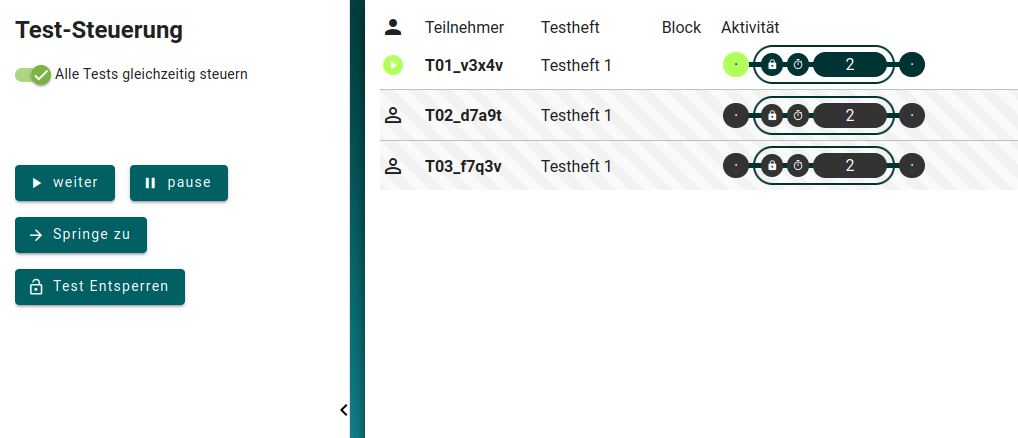 Test-Steuerung
Alle Tests gleichzeitig steuern
weiter
pause
Springe zu
Test Entsperren
Teilnehmer Testheft Block Aktivität
T01_v3x4v Testheft 1 · 2 ·
T02_d7a9t Testheft 1 · 2 ·
T03_f7q3v Testheft 1 · 2 ·